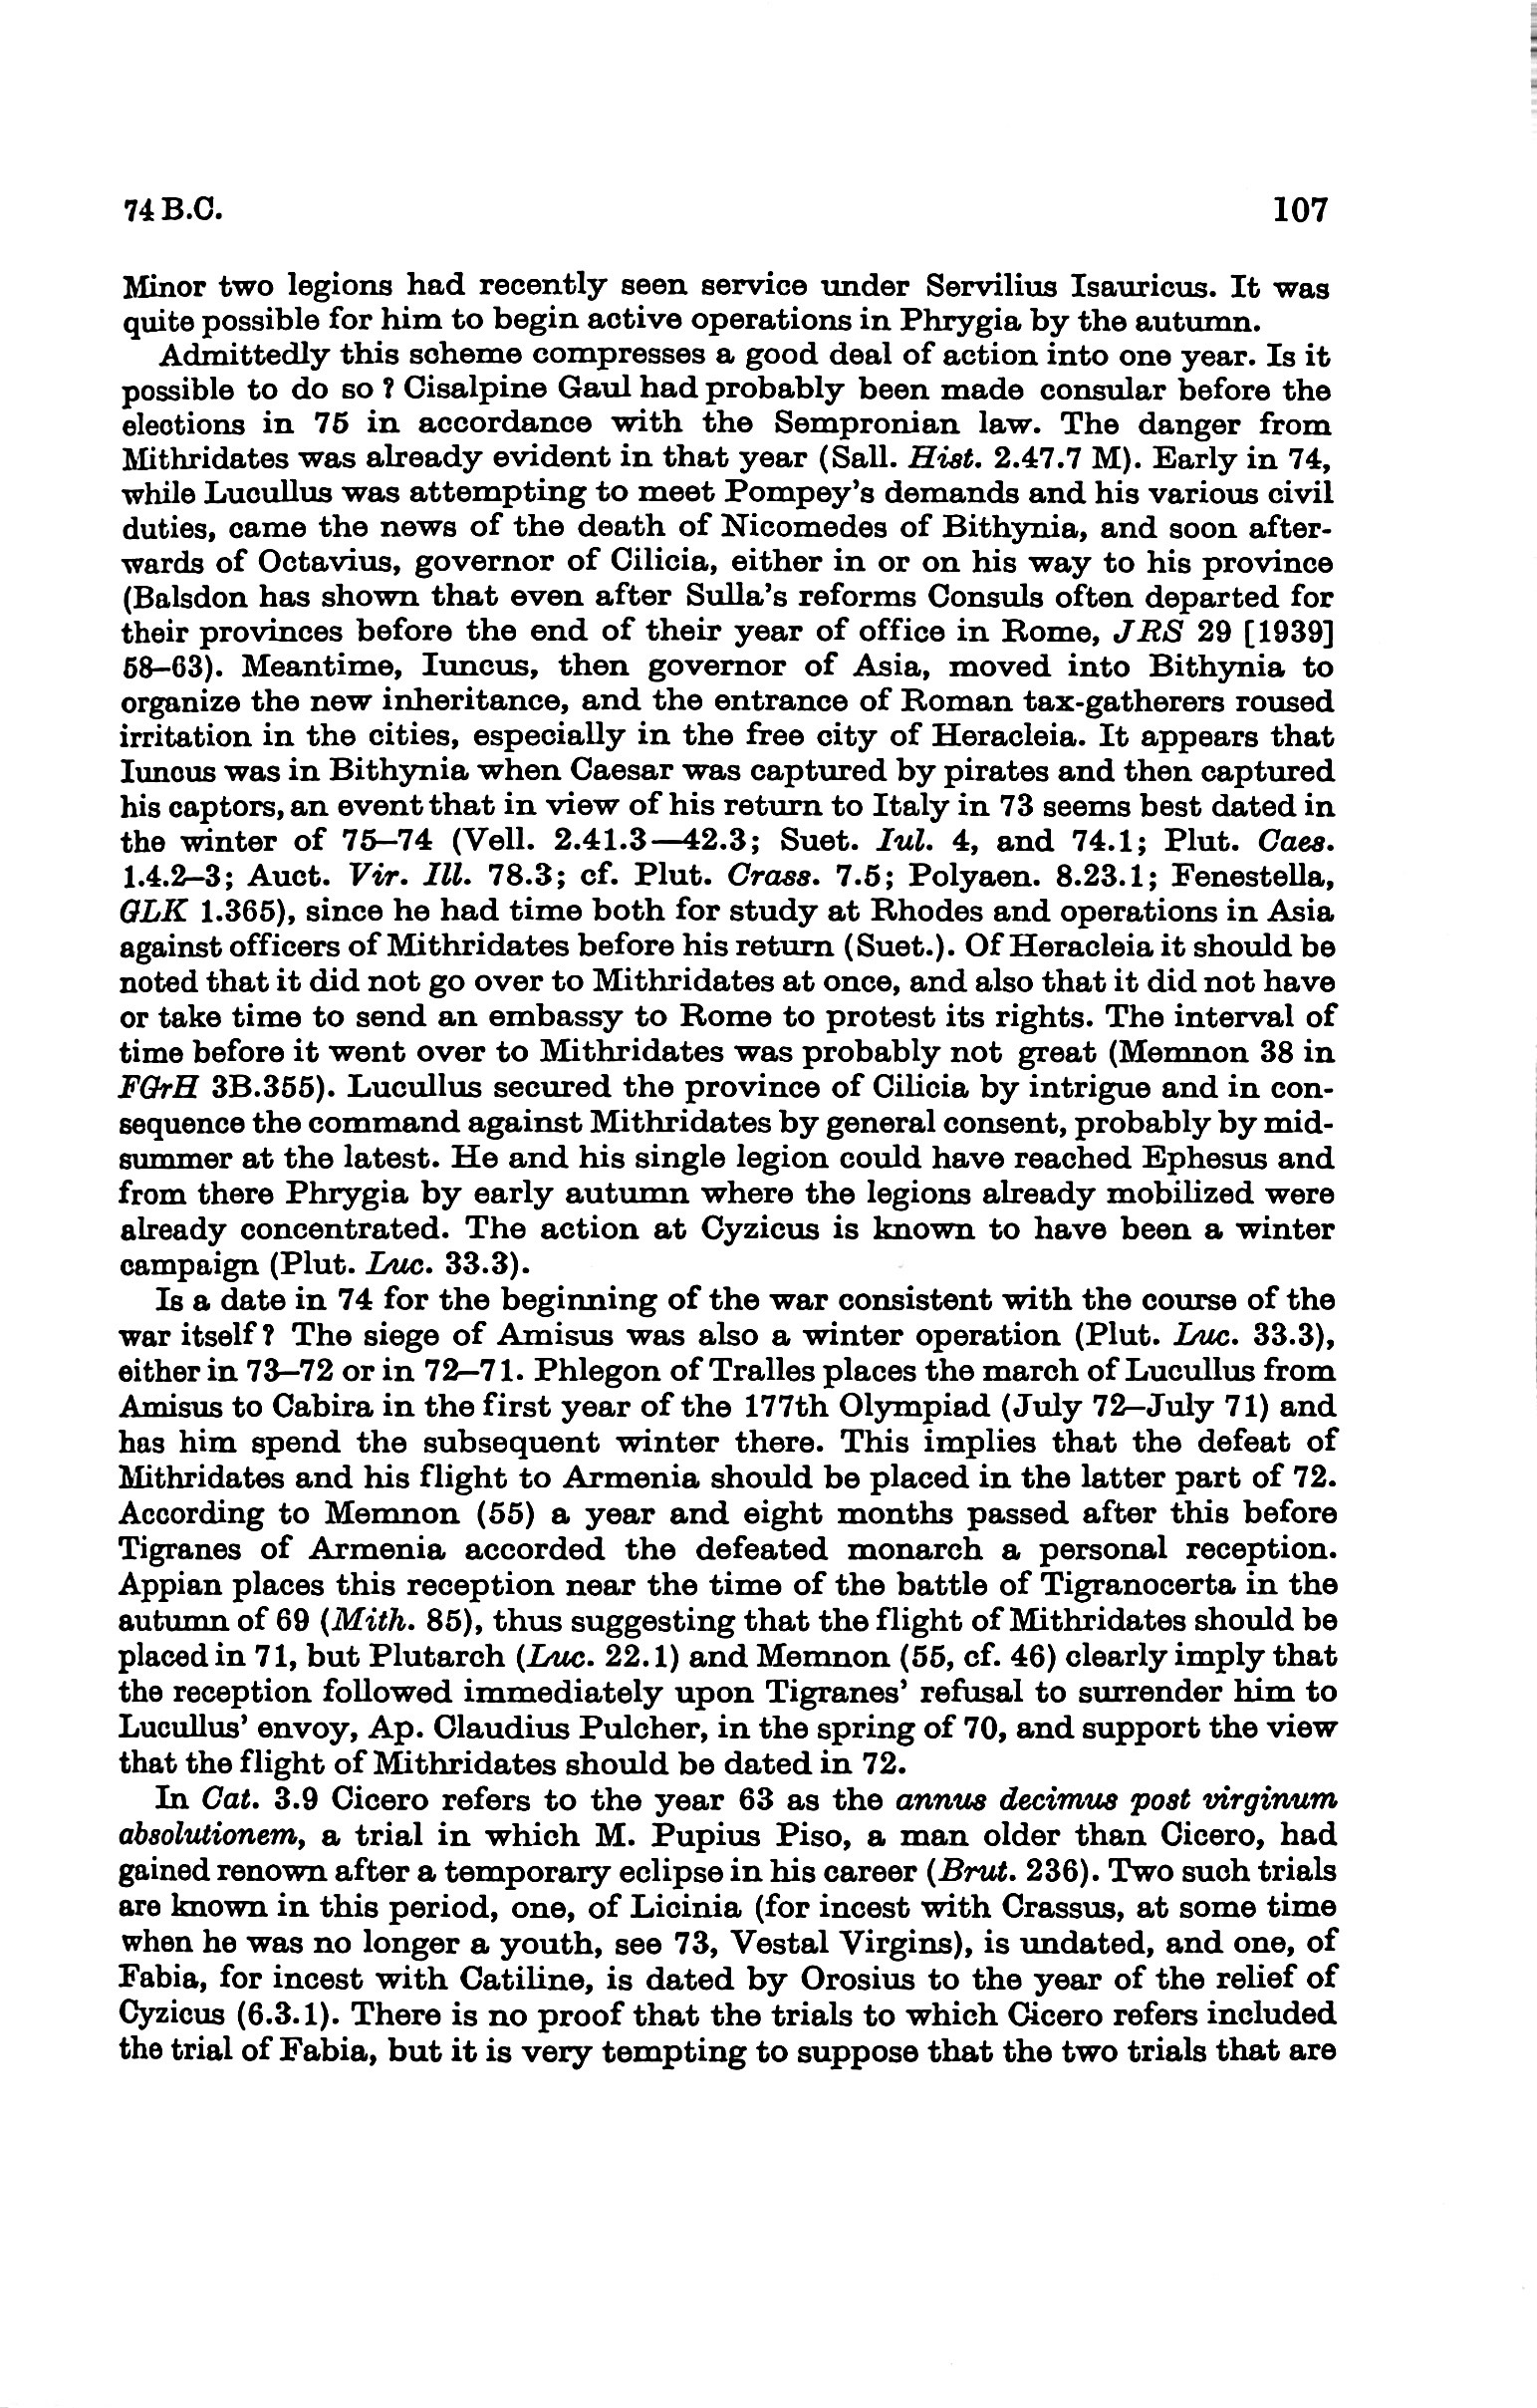 74 B.C. 107
Minor two legions had recently seen service under Servilius Isauricus. It was
quite possible for him to begin active operations in Phrygia by the autumn.
Admittedly this scheme compresses a good deal of action into one year. Is it
possible to do so? Cisalpine Gaul had probably been made consular before the
elections in 75 in accordance with the Sempronian law. The danger from
Mithridates was already evident in that year (Sall. Hist. 2.47.7 M). Early in 74,
while Lucullus was attempting to meet Pompey's demands and his various civil
duties, came the news of the death of Nicomedes of Bithynia, and soon after-
wards of Octavius, governor of Cilicia, either in or on his way to his province
(Balsdon has shown that even after Sulla's reforms Consuls often departed for
their provinces before the end of their year of office in Rome, JRS 29 [1939]
58–63). Meantime, Iuncus, then governor of Asia, moved into Bithynia to
organize the new inheritance, and the entrance of Roman tax-gatherers roused
irritation in the cities, especially in the free city of Heracleia. It appears that
Iuncus was in Bithynia when Caesar was captured by pirates and then captured
his captors, an event that in view of his return to Italy in 73 seems best dated in
the winter of 75–74 (Vell. 2.41.3—42.3; Suet. Iul. 4, and 74.1; Plut. Caes.
1.4.2–3; Auct. Vir. Ill. 78.3; cf. Plut. Crass. 7.5; Polyaen. 8.23.1; Fenestella,
GLK 1.365), since he had time both for study at Rhodes and operations in Asia
against officers of Mithridates before his return (Suet.). Of Heracleia it should be
noted that it did not go over to Mithridates at once, and also that it did not have
or take time to send an embassy to Rome to protest its rights. The interval of
time before it went over to Mithridates was probably not great (Memnon 38 in
FGrH 3B.355). Lucullus secured the province of Cilicia by intrigue and in con-
sequence the command against Mithridates by general consent, probably by mid-
summer at the latest. He and his single legion could have reached Ephesus and
from there Phrygia by early autumn where the legions already mobilized were
already concentrated. The action at Cyzicus is known to have been a winter
campaign (Plut. Luc. 33.3).
Is a date in 74 for the beginning of the war consistent with the course of the
war itself? The siege of Amisus was also a winter operation (Plut. Luc. 33.3),
either in 73–72 or in 72–71. Phlegon of Tralles places the march of Lucullus from
Amisus to Cabira in the first year of the 177th Olympiad (July 72–July 71) and
has him spend the subsequent winter there. This implies that the defeat of
Mithridates and his flight to Armenia should be placed in the latter part of 72.
According to Memnon (55) a year and eight months passed after this before
Tigranes of Armenia accorded the defeated monarch a personal reception.
Appian places this reception near the time of the battle of Tigranocerta in the
autumn of 69 (Mith. 85), thus suggesting that the flight of Mithridates should be
placed in 71, but Plutarch (Luc. 22.1) and Memnon (55, cf. 46) clearly imply that
the reception followed immediately upon Tigranes' refusal to surrender him to
Lucullus' envoy, Ap. Claudius Pulcher, in the spring of 70, and support the view
that the flight of Mithridates should be dated in 72.
In Cat. 3.9 Cicero refers to the year 63 as the annus decimus post virginum
absolutionem, a trial in which M. Pupius Piso, a man older than Cicero, had
gained renown after a temporary eclipse in his career (Brut. 236). Two such trials
are known in this period, one, of Licinia (for incest with Crassus, at some time
when he was no longer a youth, see 73, Vestal Virgins), is undated, and one, of
Fabia, for incest with Catiline, is dated by Orosius to the year of the relief of
Cyzicus (6.3.1). There is no proof that the trials to which Cicero refers included
the trial of Fabia, but it is very tempting to suppose that the two trials that are